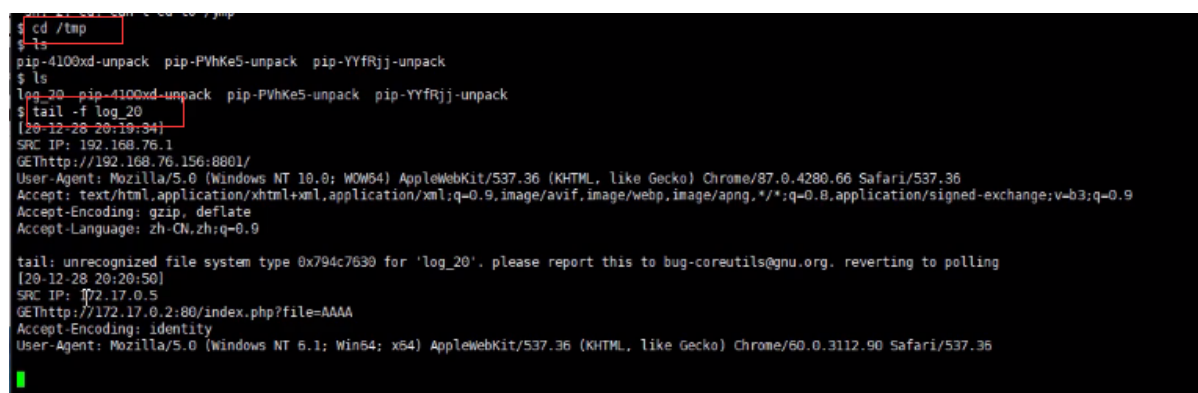 $ cd /tmp
$ ls
pip-4100xd-unpack  pip-PVhKe5-unpack  pip-YYfRjj-unpack
$ ls
log_20  pip-4100xd-unpack  pip-PVhKe5-unpack  pip-YYfRjj-unpack
$ tail -f log_20
[20-12-28 20:19:34]
SRC IP: 192.168.76.1
GEThttp://192.168.76.156:8801/
User-Agent: Mozilla/5.0 (Windows NT 10.0; WOW64) AppleWebKit/537.36 (KHTML, like Gecko) Chrome/87.0.4280.66 Safari/537.36
Accept: text/html,application/xhtml+xml,application/xml;q=0.9,image/avif,image/webp,image/apng,*/*;q=0.8,application/signed-exchange;v=b3;q=0.9
Accept-Encoding: gzip, deflate
Accept-Language: zh-CN,zh;q=0.9
tail: unrecognized file system type 0x794c7630 for 'log_20'. please report this to bug-coreutils@gnu.org. reverting to polling
[20-12-28 20:20:50]
SRC IP: 172.17.0.5
GEThttp://172.17.0.2:80/index.php?file=AAAA
Accept-Encoding: identity
User-Agent: Mozilla/5.0 (Windows NT 6.1; Win64; x64) AppleWebKit/537.36 (KHTML, like Gecko) Chrome/60.0.3112.90 Safari/537.36